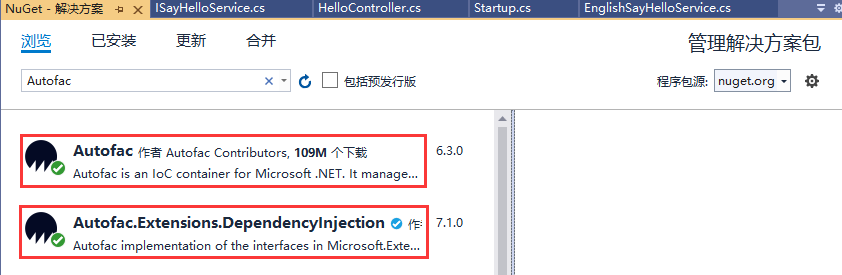 NuGet - 解决方案
ISayHelloService.cs
HelloController.cs
Startup.cs
EnglishSayHelloService.cs
浏览
已安装
更新
合并
管理解决方案包
Autofac
包括预发行版
程序包源:
nuget.org
Autofac 作者 Autofac Contributors, 109M 个下载
6.3.0
Autofac is an IoC container for Microsoft .NET. It manage...
Autofac.Extensions.DependencyInjection 作
7.1.0
Autofac implementation of the interfaces in Microsoft.Exte...